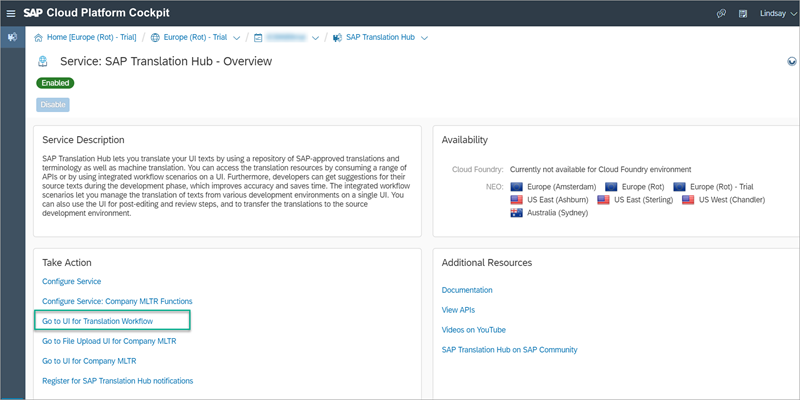 SAP Cloud Platform Cockpit
Lindsay
Home [Europe (Rot) - Trial] / Europe (Rot) - Trial / / SAP Translation Hub
Service: SAP Translation Hub - Overview
Enabled
Disable
Service Description
SAP Translation Hub lets you translate your UI texts by using a repository of SAP-approved translations and
terminology as well as machine translation. You can access the translation resources by consuming a range of
APIs or by using integrated workflow scenarios on a UI. Furthermore, developers can get suggestions for their
source texts during the development phase, which improves accuracy and saves time. The integrated workflow
scenarios let you manage the translation of texts from various development environments on a single UI. You
can also use the UI for post-editing and review steps, and to transfer the translations to the source
development environment.
Availability
Cloud Foundry: Currently not available for Cloud Foundry environment
NEO: Europe (Amsterdam) Europe (Rot) Europe (Rot) - Trial
US East (Ashburn) US East (Sterling) US West (Chandler)
Australia (Sydney)
Take Action
Configure Service
Configure Service: Company MLTR Functions
Go to UI for Translation Workflow
Go to File Upload UI for Company MLTR
Go to UI for Company MLTR
Register for SAP Translation Hub notifications
Additional Resources
Documentation
View APIs
Videos on YouTube
SAP Translation Hub on SAP Community